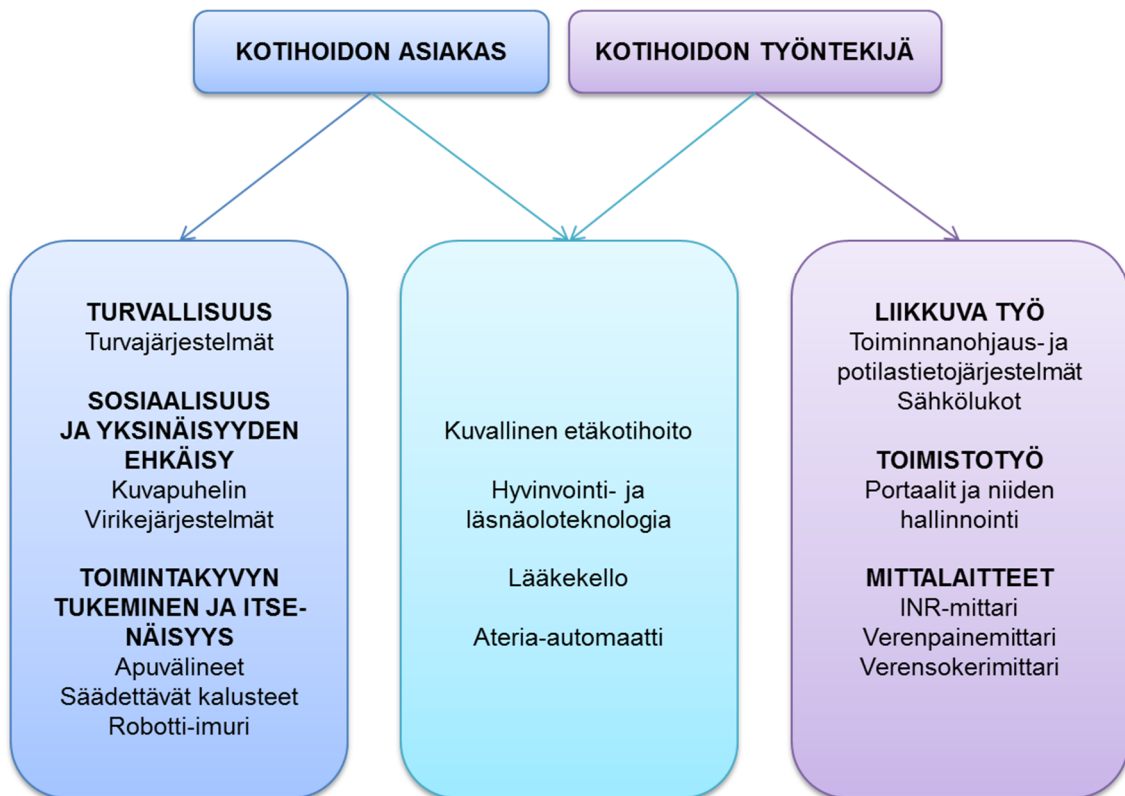 KOTIHOIDON ASIAKAS
KOTIHOIDON TYÖNTEKIJÄ
TURVALLISUUS
Turvajärjestelmät
SOSIAALISUUS
JA YKSINÄISYYDEN
EHKÄISY
Kuvapuhelin
Virikejärjestelmät
TOIMINTAKYVYN
TUKEMINEN JA ITSE-
NÄISYYS
Apuvälineet
Säädettävät kalusteet
Robotti-imuri
Kuvallinen etäkotihoito
Hyvinvointi- ja
läsnäoloteknologia
Lääkekello
Ateria-automaatti
LIIKKUVA TYÖ
Toiminnanohjaus- ja
potilastietojärjestelmät
Sähkölukot
TOIMISTOTYÖ
Portaalit ja niiden
hallinnointi
MITTALAITTEET
INR-mittari
Verenpainemittari
Verensokerimittari